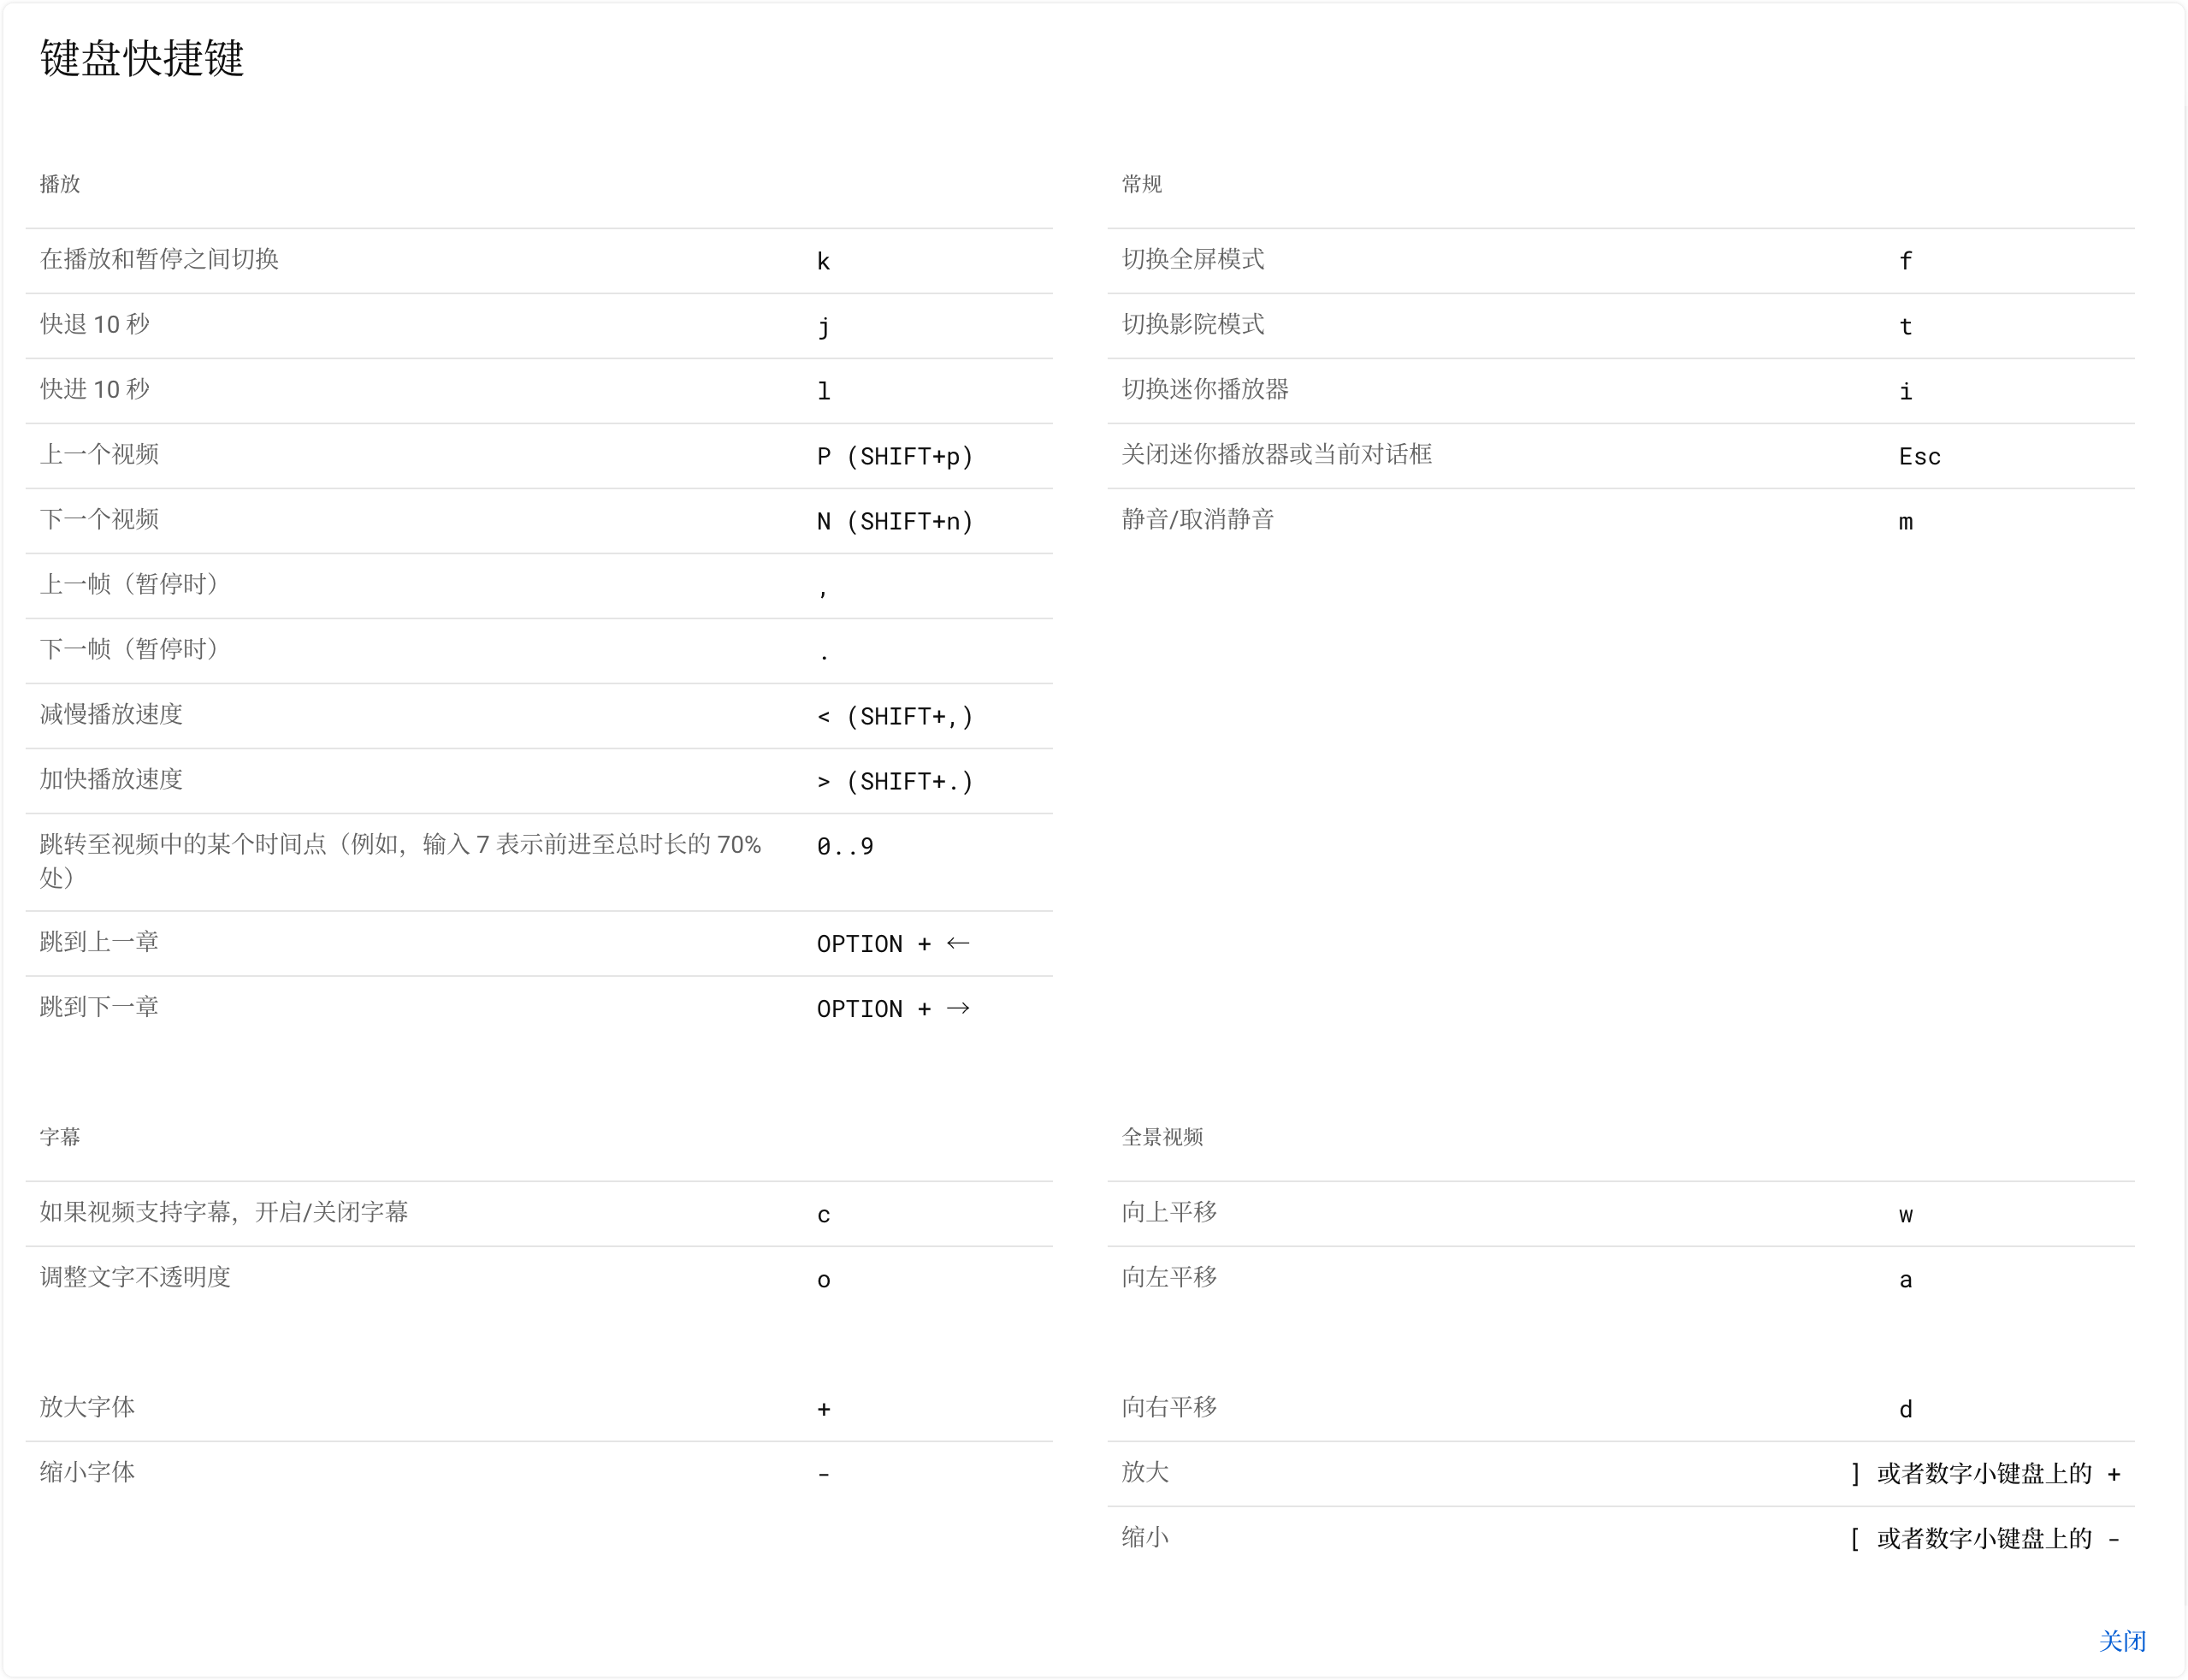 键盘快捷键
播放
在播放和暂停之间切换 k
快退 10 秒 j
快进 10 秒 l
上一个视频 P (SHIFT+p)
下一个视频 N (SHIFT+n)
上一帧（暂停时） ,
下一帧（暂停时） .
减慢播放速度 < (SHIFT+,)
加快播放速度 > (SHIFT+.)
跳转至视频中的某个时间点（例如，输入 7 表示前进至总时长的 70% 0..9
处）
跳到上一章 OPTION + ←
跳到下一章 OPTION + →
常规
切换全屏模式 f
切换影院模式 t
切换迷你播放器 i
关闭迷你播放器或当前对话框 Esc
静音/取消静音 m
字幕
如果视频支持字幕，开启/关闭字幕 c
调整文字不透明度 o
放大字体 +
缩小字体 -
全景视频
向上平移 w
向左平移 a
向右平移 d
放大 ] 或者数字小键盘上的 +
缩小 [ 或者数字小键盘上的 -
关闭